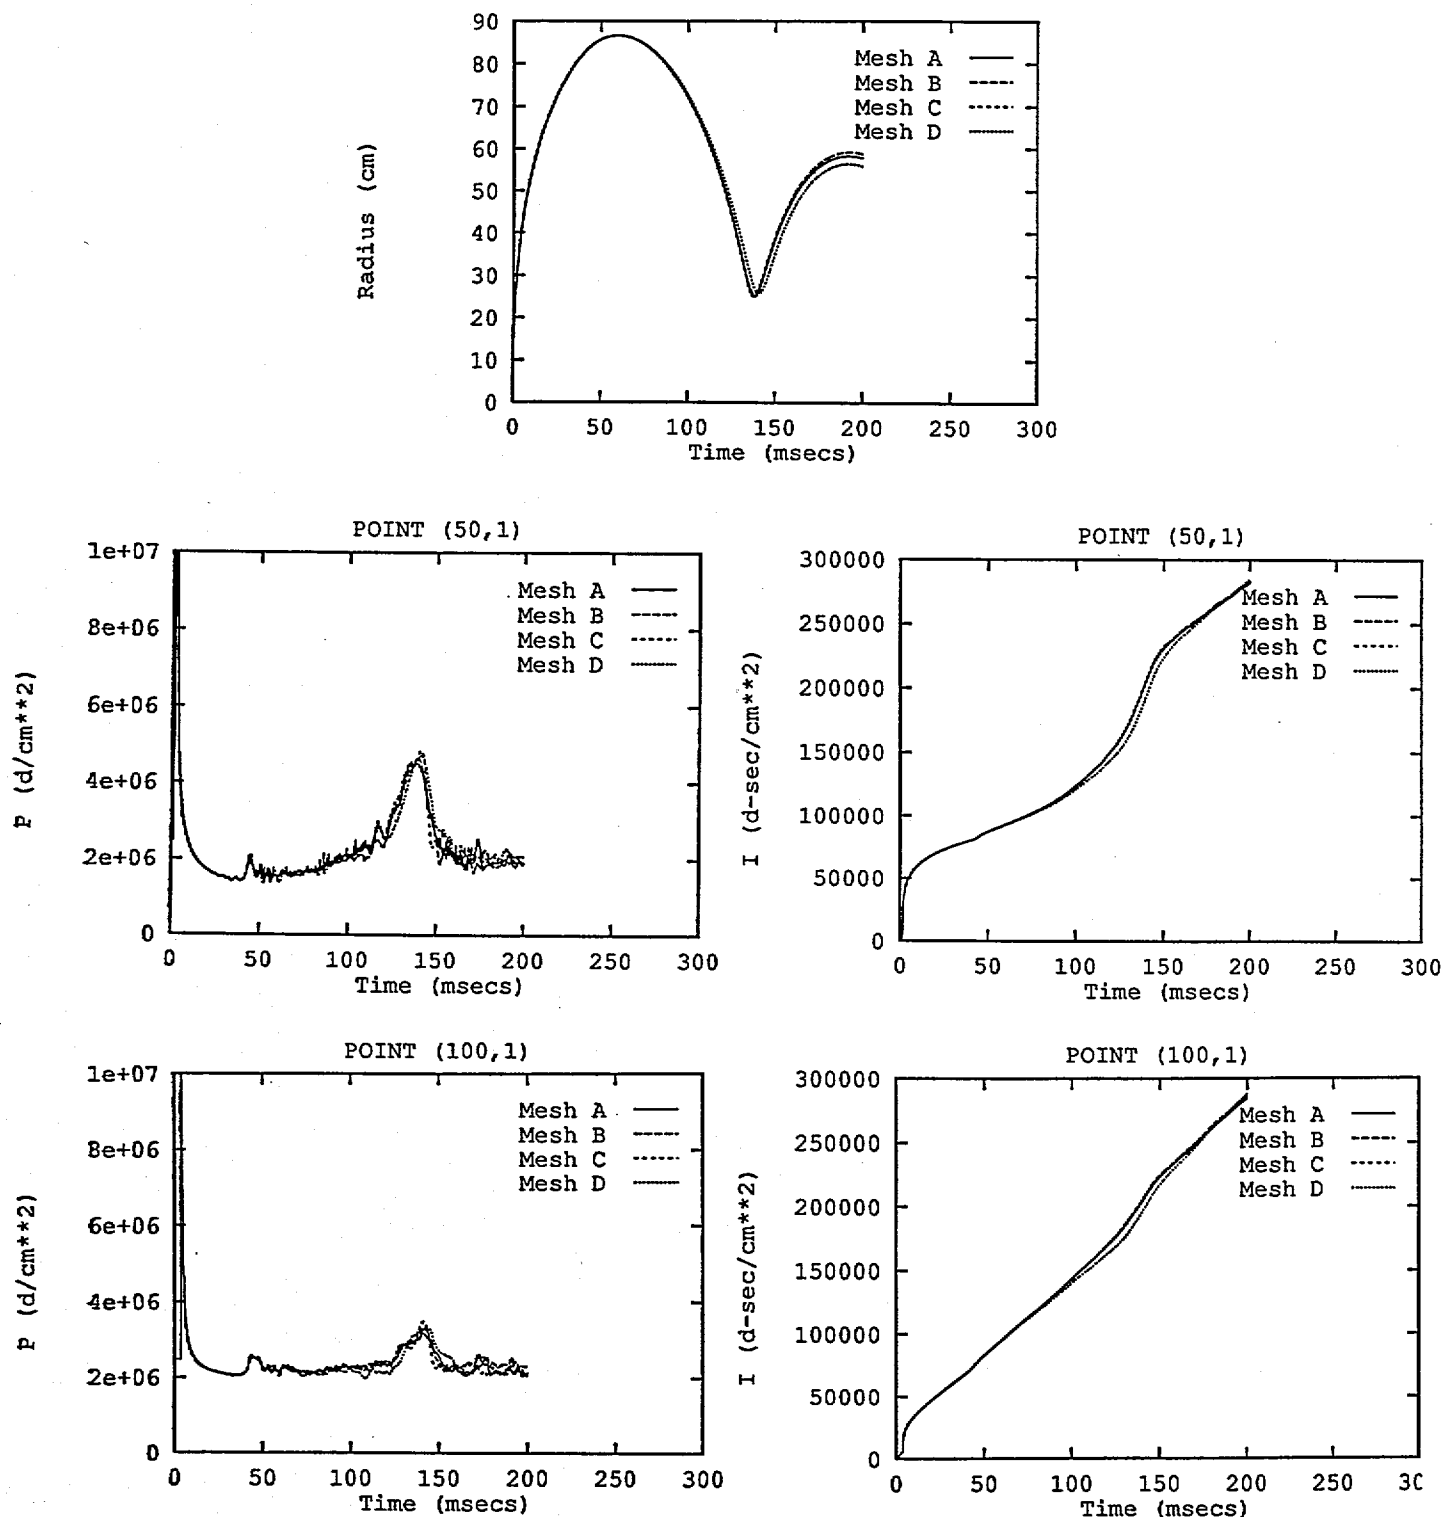 90
80
70
60
50
40
30
20
10
0
Radius (cm)
Mesh A
Mesh B
Mesh C
Mesh D
0 50 100 150 200 250 300
Time (msecs)
POINT (50,1)
1e+07
8e+06
6e+06
4e+06
2e+06
0
P (d/cm**2)
Mesh A
Mesh B
Mesh C
Mesh D
0 50 100 150 200 250 300
Time (msecs)
POINT (50,1)
300000
250000
200000
150000
100000
50000
0
I (d-sec/cm**2)
Mesh A
Mesh B
Mesh C
Mesh D
0 50 100 150 200 250 300
Time (msecs)
POINT (100,1)
1e+07
8e+06
6e+06
4e+06
2e+06
0
P (d/cm**2)
Mesh A
Mesh B
Mesh C
Mesh D
0 50 100 150 200 250 300
Time (msecs)
POINT (100,1)
300000
250000
200000
150000
100000
50000
0
I (d-sec/cm**2)
Mesh A
Mesh B
Mesh C
Mesh D
0 50 100 150 200 250
Time (msecs)